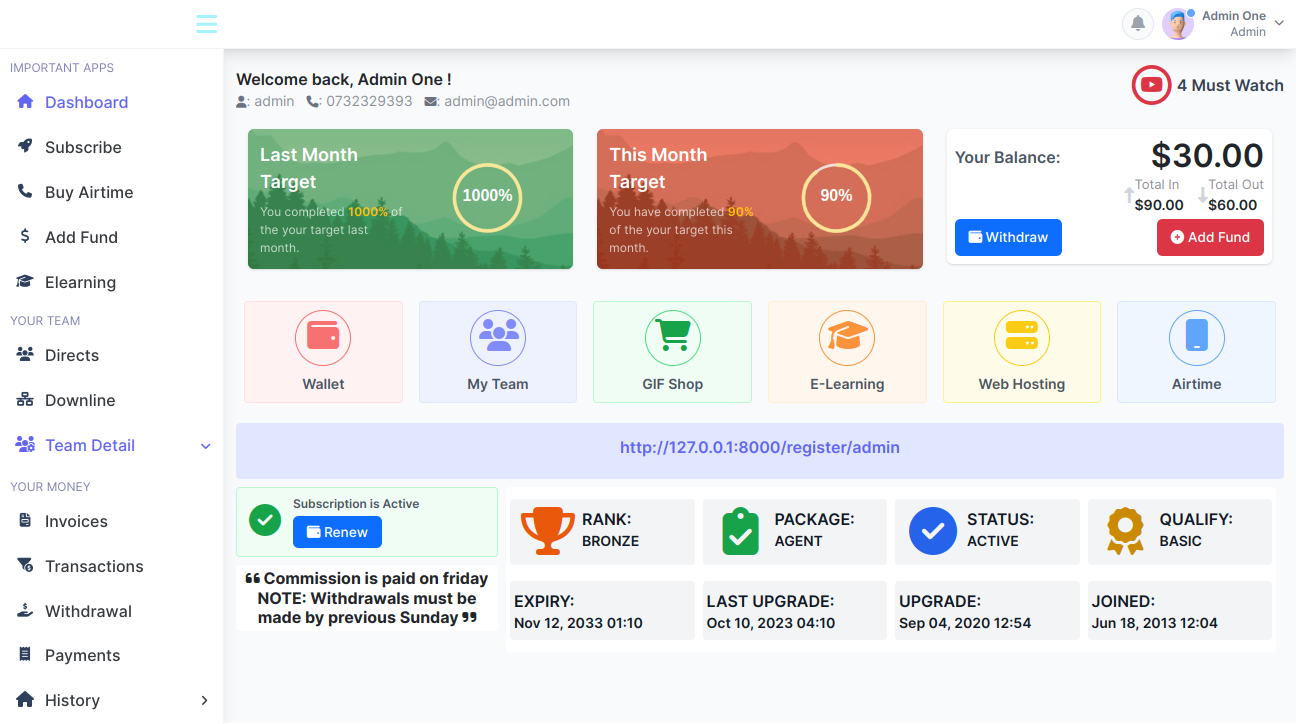 Admin One
Admin
IMPORTANT APPS
Dashboard
Subscribe
Buy Airtime
Add Fund
Elearning
YOUR TEAM
Directs
Downline
Team Detail
YOUR MONEY
Invoices
Transactions
Withdrawal
Payments
History
Welcome back, Admin One !
: admin : 0732329393 : admin@admin.com
4 Must Watch
Last Month
Target
You completed 1000% of
the your target last
month.
1000%
This Month
Target
You have completed 90%
of the your target this
month.
90%
Your Balance:
$30.00
Total In
$90.00
Total Out
$60.00
Withdraw
Add Fund
Wallet
My Team
GIF Shop
E-Learning
Web Hosting
Airtime
http://127.0.0.1:8000/register/admin
Subscription is Active
Renew
❝ Commission is paid on friday
NOTE: Withdrawals must be
made by previous Sunday ❞
RANK:
BRONZE
PACKAGE:
AGENT
STATUS:
ACTIVE
QUALIFY:
BASIC
EXPIRY:
Nov 12, 2033 01:10
LAST UPGRADE:
Oct 10, 2023 04:10
UPGRADE:
Sep 04, 2020 12:54
JOINED:
Jun 18, 2013 12:04